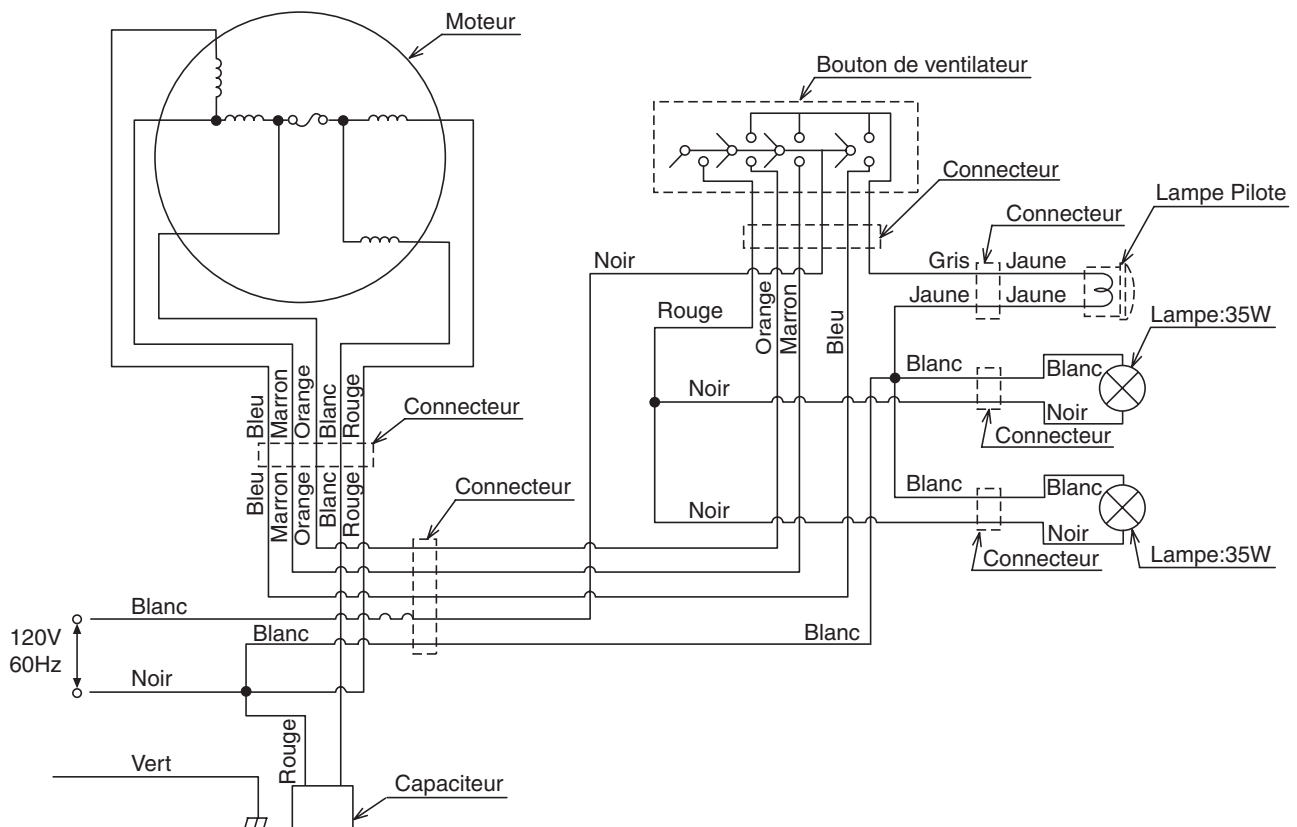 Moteur
Bouton de ventilateur
Connecteur
Lampe Pilote
Connecteur
Noir
Gris
Jaune
Jaune
Jaune
Rouge
Orange
Marron
Bleu
Lampe:35W
Blanc
Blanc
Noir
Noir
Connecteur
Bleu
Marron
Orange
Blanc
Rouge
Connecteur
Bleu
Marron
Orange
Blanc
Rouge
Connecteur
Blanc
Blanc
Noir
Noir
Connecteur
Lampe:35W
Blanc
120V
60Hz
Blanc
Blanc
Noir
Rouge
Vert
Capaciteur